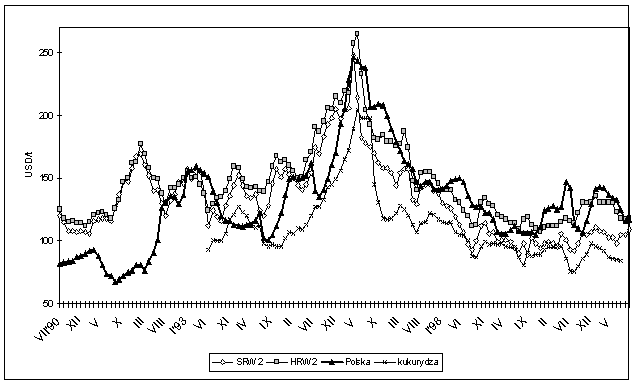 250
200
150
100
50
USD/t
VII'90 XII V X III VIII I'93 VI XI IV IX II VII XII V X III VIII I'98 VI XI IV IX II VII XII V
SRW 2 HRW 2 Polska kukurydza